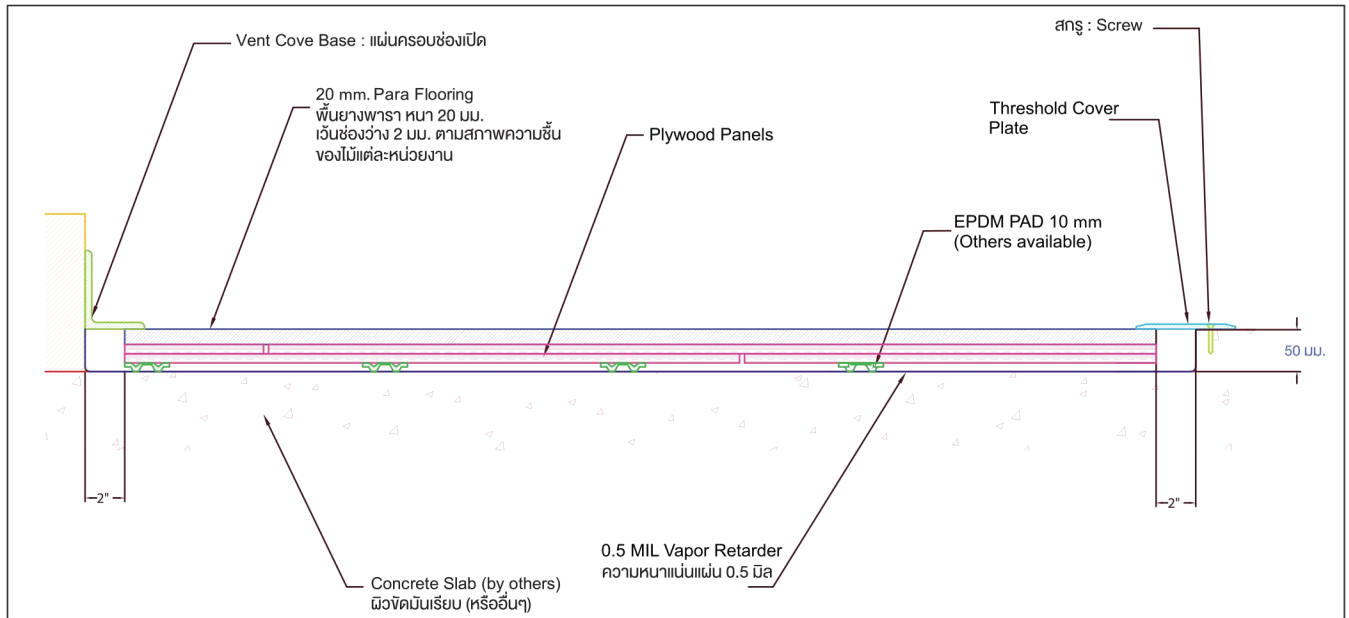 Vent Cove Base : แผ่นครอบช่องเปิด
สกรู : Screw
20 mm. Para Flooring
พื้นยางพารา หนา 20 มม.
เว้นช่องว่าง 2 มม. ตามสภาพความชื้น
ของไม้แต่ละหน่วยงาน
Threshold Cover
Plate
Plywood Panels
EPDM PAD 10 mm
(Others available)
50 มม.
2"
2"
0.5 MIL Vapor Retarder
ความหนาแน่นแผ่น 0.5 มิล
Concrete Slab (by others)
ผิวขัดมันเรียบ (หรืออื่นๆ)